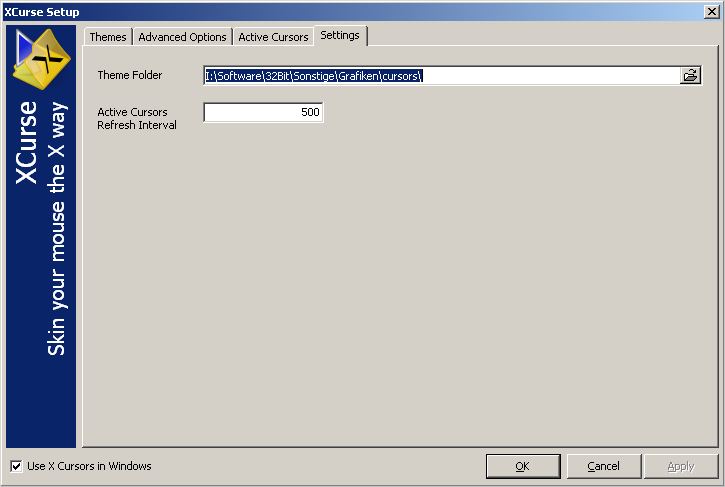 XCurse Setup
Themes
Advanced Options
Active Cursors
Settings
XCurse
Skin your mouse the X way
Theme Folder
I:\Software\32Bit\Sonstige\Grafiken\cursors\
Active Cursors
Refresh Interval
500
Use X Cursors in Windows
OK
Cancel
Apply